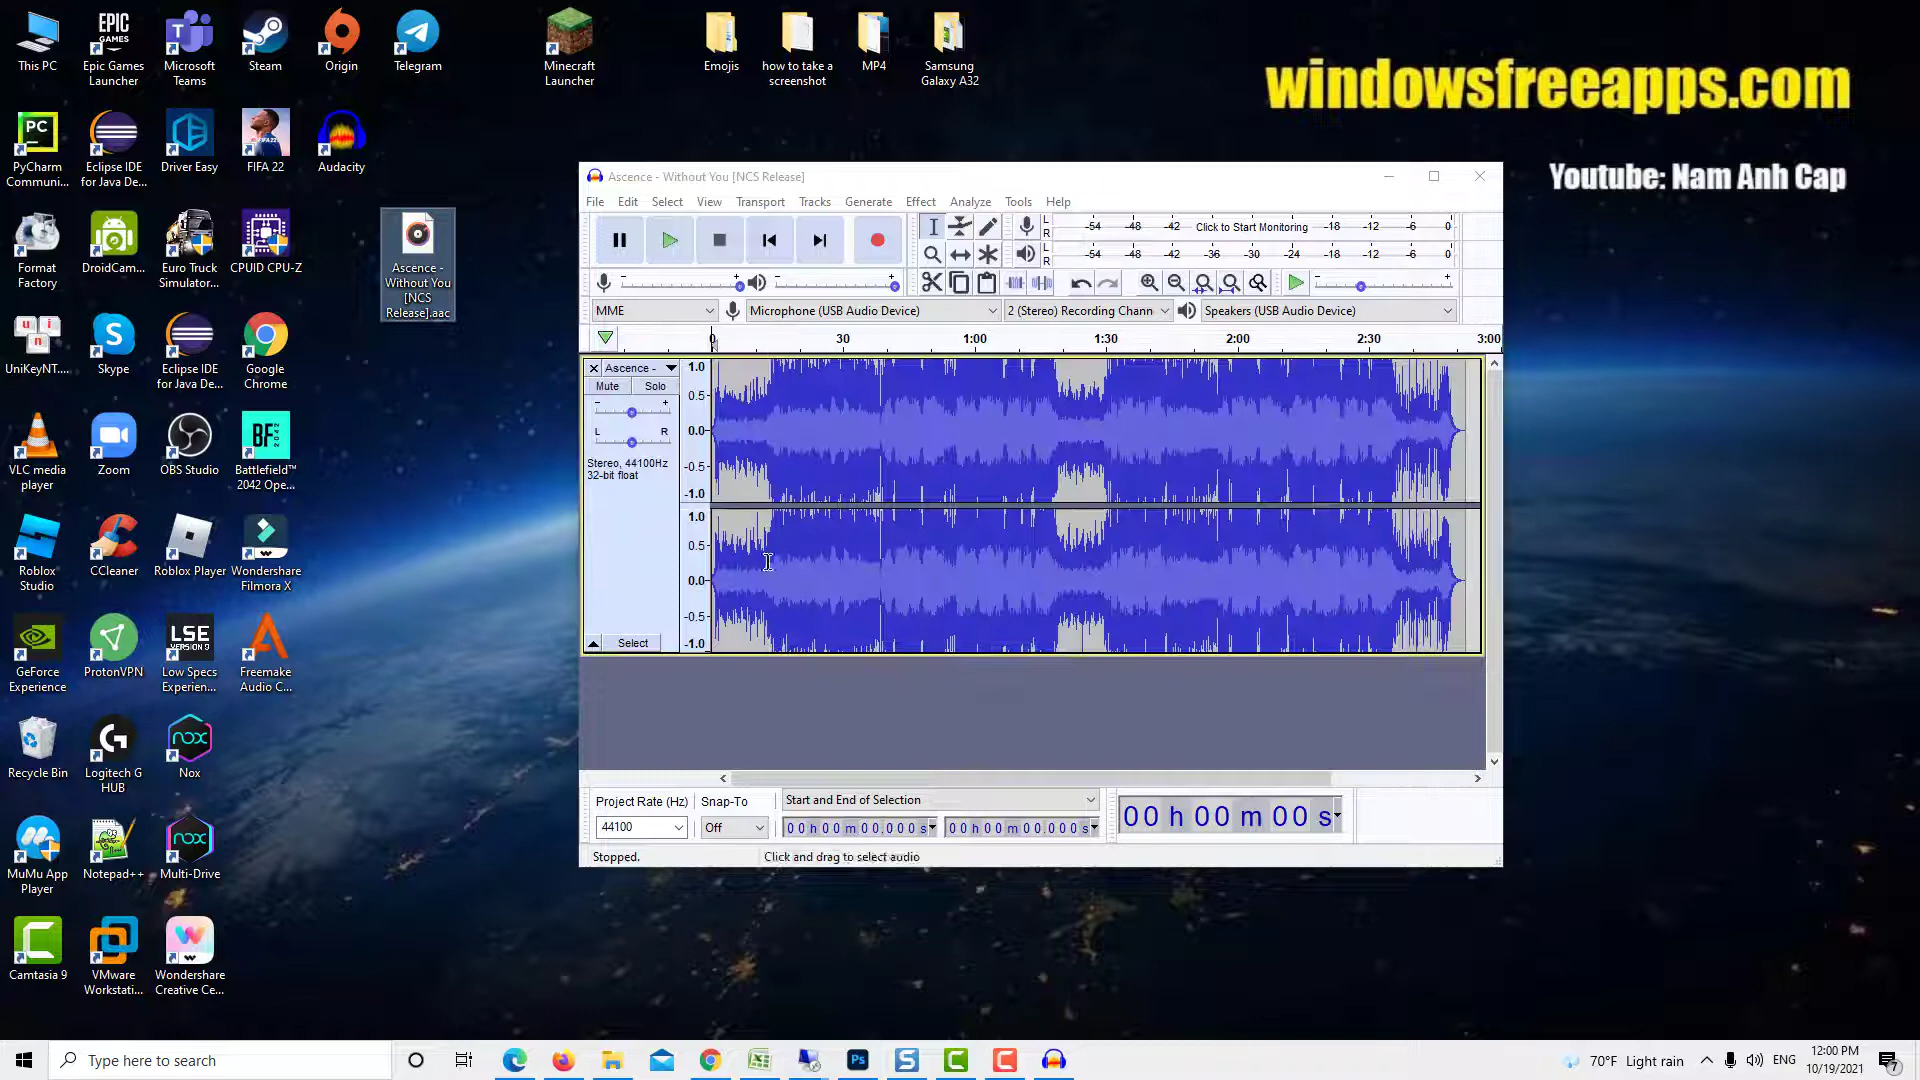 windowsfreeapps.com
Youtube: Nam Anh Cap
This PC
Epic Games
Launcher
Microsoft
Teams
Steam
Origin
Telegram
Minecraft
Launcher
Emojis
how to take a
screenshot
MP4
Samsung
Galaxy A32
PyCharm
Communi...
Eclipse IDE
for Java De...
Driver Easy
FIFA 22
Audacity
Format
Factory
DroidCam...
Euro Truck
Simulator...
CPUID CPU-Z
Ascence -
Without You
[NCS
Release].aac
UniKeyNT....
Skype
Eclipse IDE
for Java De...
Google
Chrome
VLC media
player
Zoom
OBS Studio
Battlefield™
2042 Ope...
Roblox
Studio
CCleaner
Roblox Player
Wondershare
Filmora X
GeForce
Experience
ProtonVPN
Low Specs
Experien...
Freemake
Audio C...
Recycle Bin
Logitech G
HUB
Nox
MuMu App
Player
Notepad++
Multi-Drive
Camtasia 9
VMware
Workstati...
Wondershare
Creative Ce...
Ascence - Without You [NCS Release]
File Edit Select View Transport Tracks Generate Effect Analyze Tools Help
L
R
-54 -48 -42 Click to Start Monitoring -18 -12 -6 0
L
R
-54 -48 -42 -36 -30 -24 -18 -12 -6 0
MME
Microphone (USB Audio Device)
2 (Stereo) Recording Chann
Speakers (USB Audio Device)
0 30 1:00 1:30 2:00 2:30 3:00
Ascence -
Mute Solo
- +
L R
Stereo, 44100Hz
32-bit float
Select
1.0
0.5
0.0
-0.5
-1.0
1.0
0.5
0.0
-0.5
-1.0
Project Rate (Hz)
Snap-To
Start and End of Selection
44100
Off
00 h 00 m 00.000 s
00 h 00 m 00.000 s
00 h 00 m 00 s
Stopped.
Click and drag to select audio
Type here to search
70°F Light rain
ENG
12:00 PM
10/19/2021
7